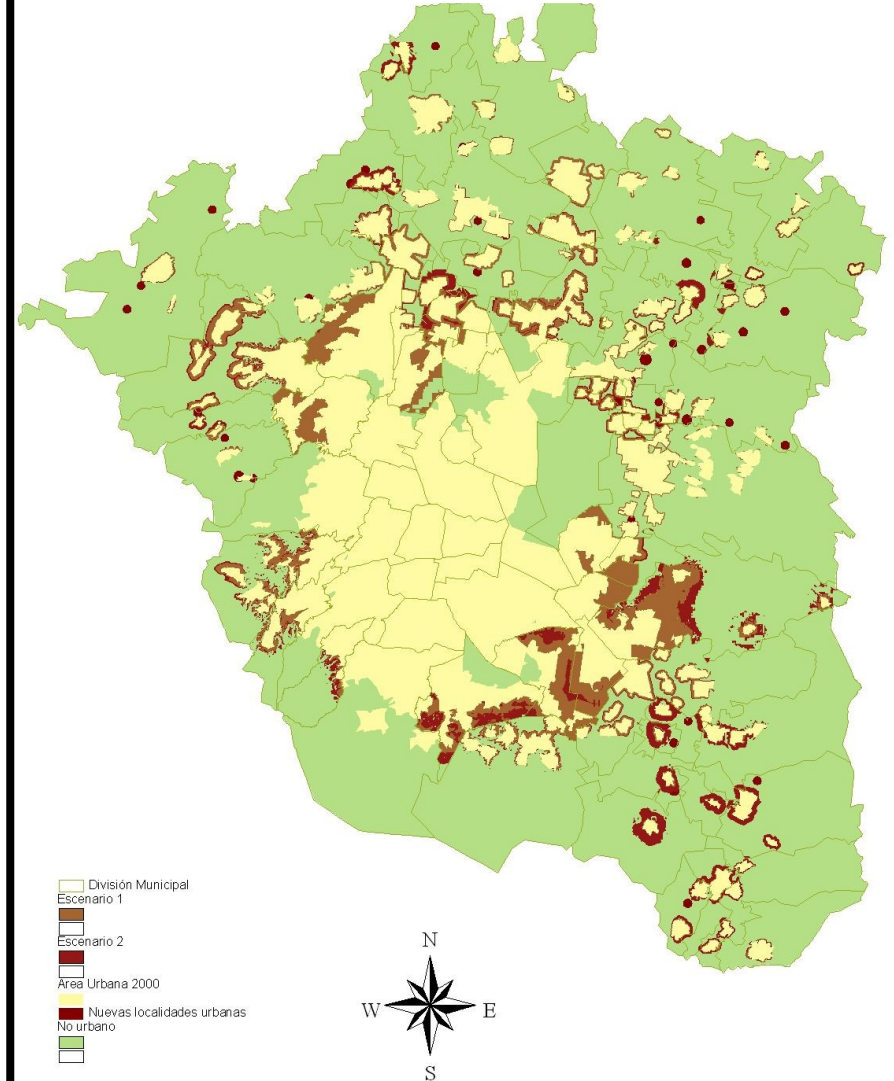 División Municipal
Escenario 1
Escenario 2
Area Urbana 2000
Nuevas localidades urbanas
No urbano
N
W
E
S